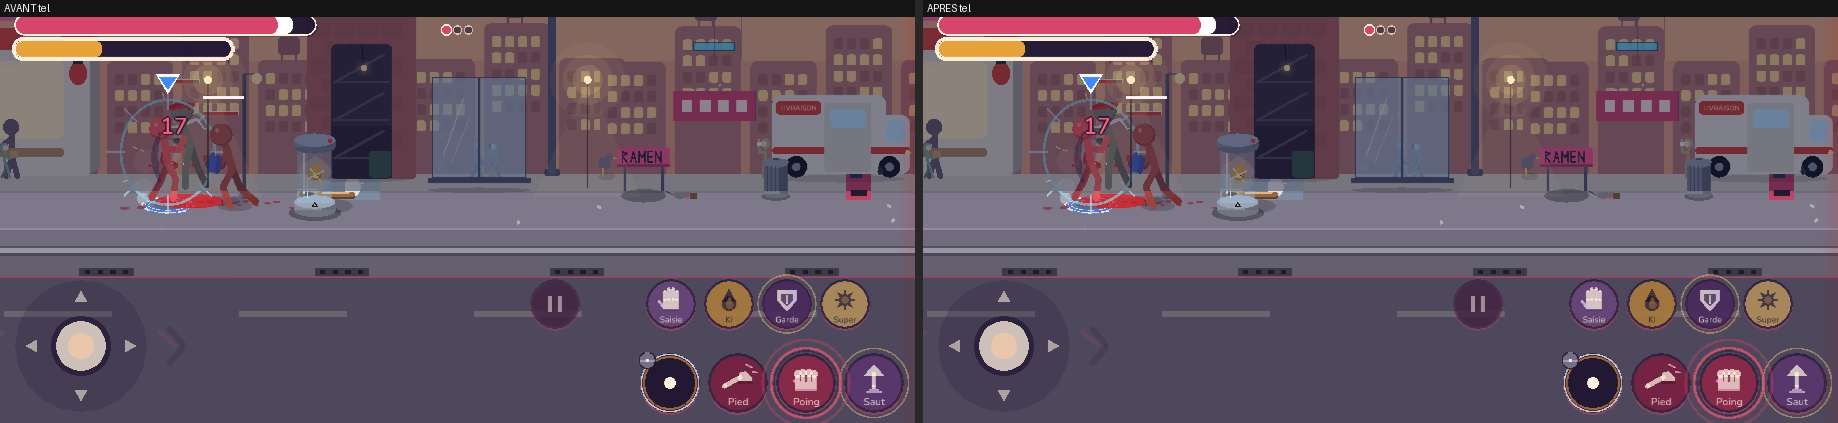 AVANT tel
17
LIVRAISON
RAMEN
Saisie
Ki
Garde
Super
Pied
Poing
Saut
APRES tel
17
LIVRAISON
RAMEN
Saisie
Ki
Garde
Super
Pied
Poing
Saut